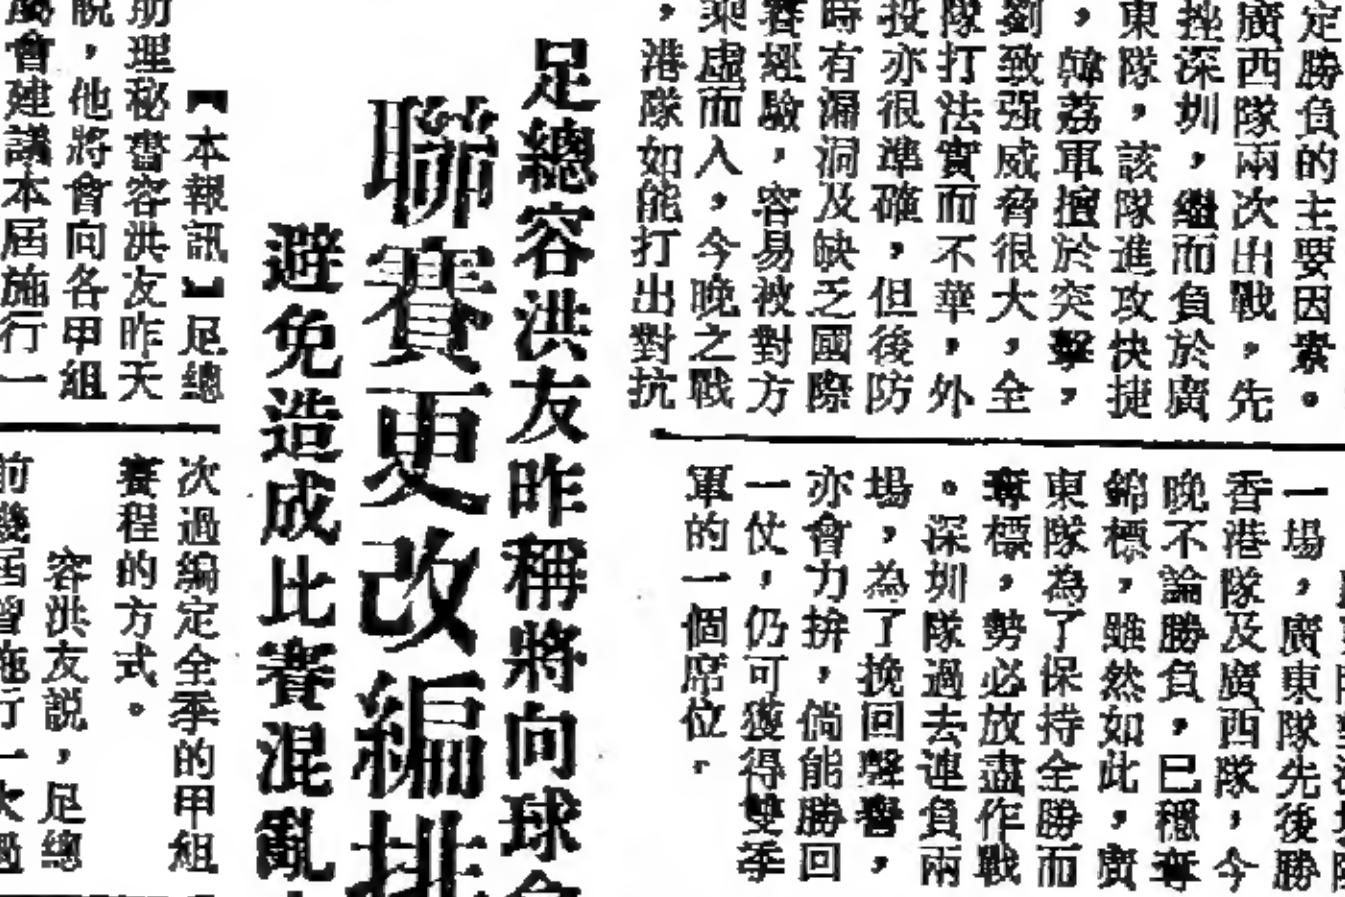 定勝負的主要因素。
廣西隊兩次出戰，先
挫深圳，繼而負於廣
東隊，該隊進攻快捷
，韓荔軍擅於突擊，
劉致强威脅很大，全
隊打法實而不華，外
投亦很準確，但後防
時有漏洞及缺乏國際
賽經驗，容易被對方
乘虛而入，今晚之戰
，港隊如能打出對抗
一場，廣東隊先後勝
香港隊及廣西隊，今
晚不論勝負，已穩奪
錦標，雖然如此，廣
東隊為了保持全勝而
奪標，勢必放盡作戰
。深圳隊過去連負兩
場，為了挽回聲譽，
亦會力拚，倘能勝回
一仗，仍可獲得雙季
軍的一個席位。
足總容洪友昨稱將向球會
聯賽更改編排
避免造成比賽混亂
【本報訊】足總
助理秘書容洪友昨天
説，他將會向各甲組
屬會建議本屆施行一
次過編定全季的甲組
賽程的方式。
容洪友説，足總
前幾屆曾施行一次過